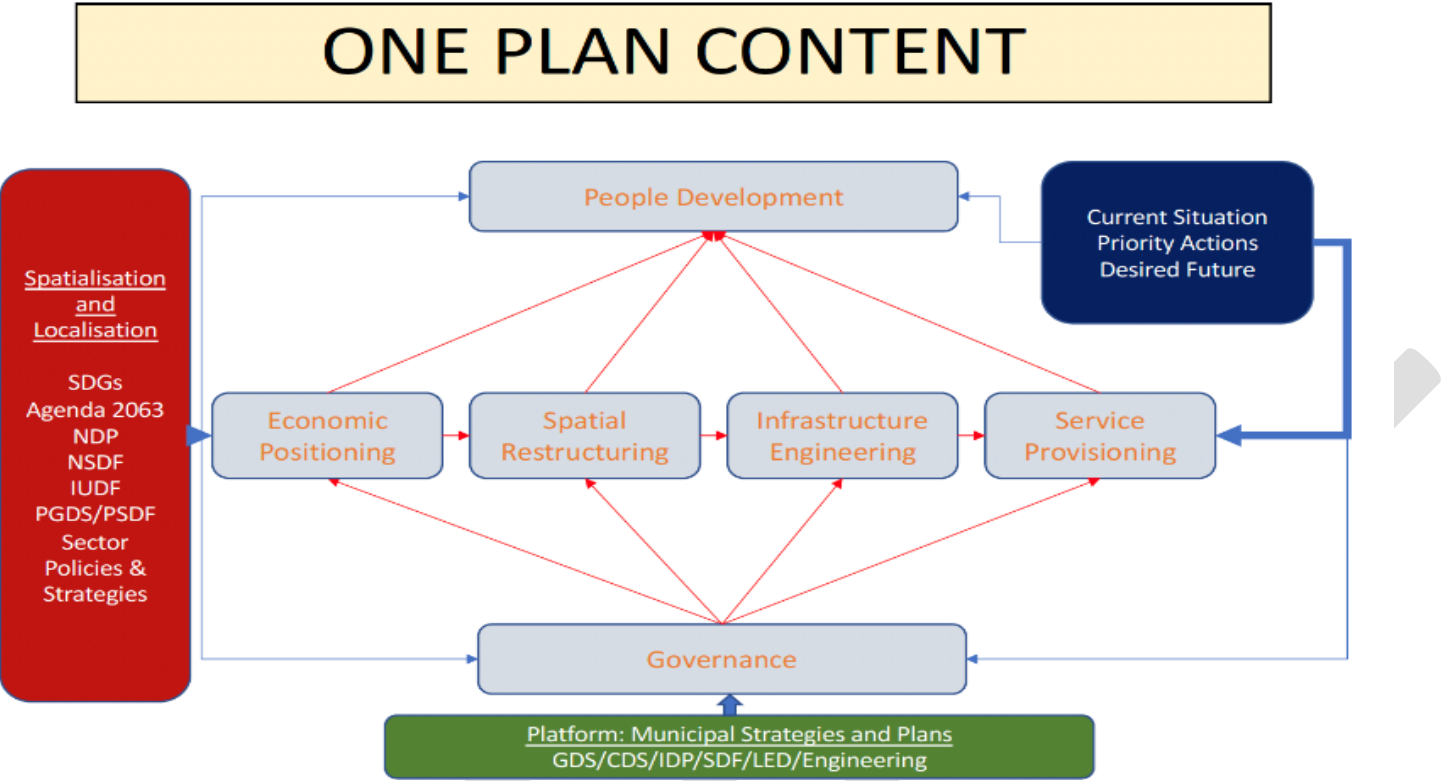 ONE PLAN CONTENT
People Development
Current Situation
Priority Actions
Desired Future
Spatialisation
and
Localisation
SDGs
Agenda 2063
NDP
NSDF
IUDF
PGDS/PSDF
Sector
Policies &
Strategies
Economic
Positioning
Spatial
Restructuring
Infrastructure
Engineering
Service
Provisioning
Governance
Platform: Municipal Strategies and Plans
GDS/CDS/IDP/SDF/LED/Engineering